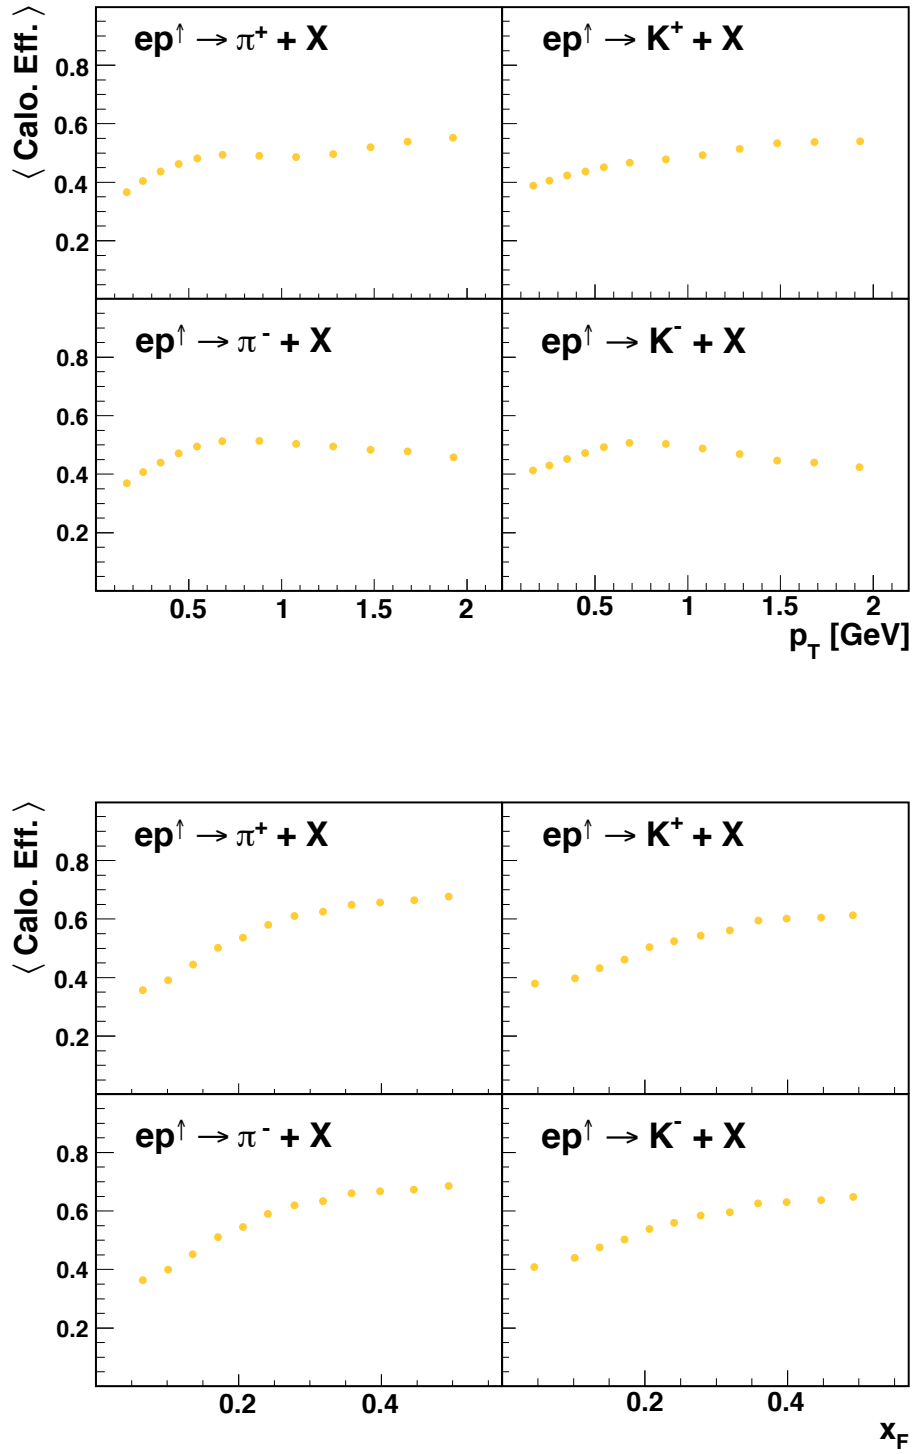 ⟨ Calo. Eff. ⟩
ep↑ → π+ + X
ep↑ → K+ + X
0.8
0.6
0.4
0.2
ep↑ → π- + X
ep↑ → K- + X
0.8
0.6
0.4
0.2
0.5 1 1.5 2
0.5 1 1.5 2
pT [GeV]
⟨ Calo. Eff. ⟩
ep↑ → π+ + X
ep↑ → K+ + X
0.8
0.6
0.4
0.2
ep↑ → π- + X
ep↑ → K- + X
0.8
0.6
0.4
0.2
0.2 0.4
0.2 0.4
xF